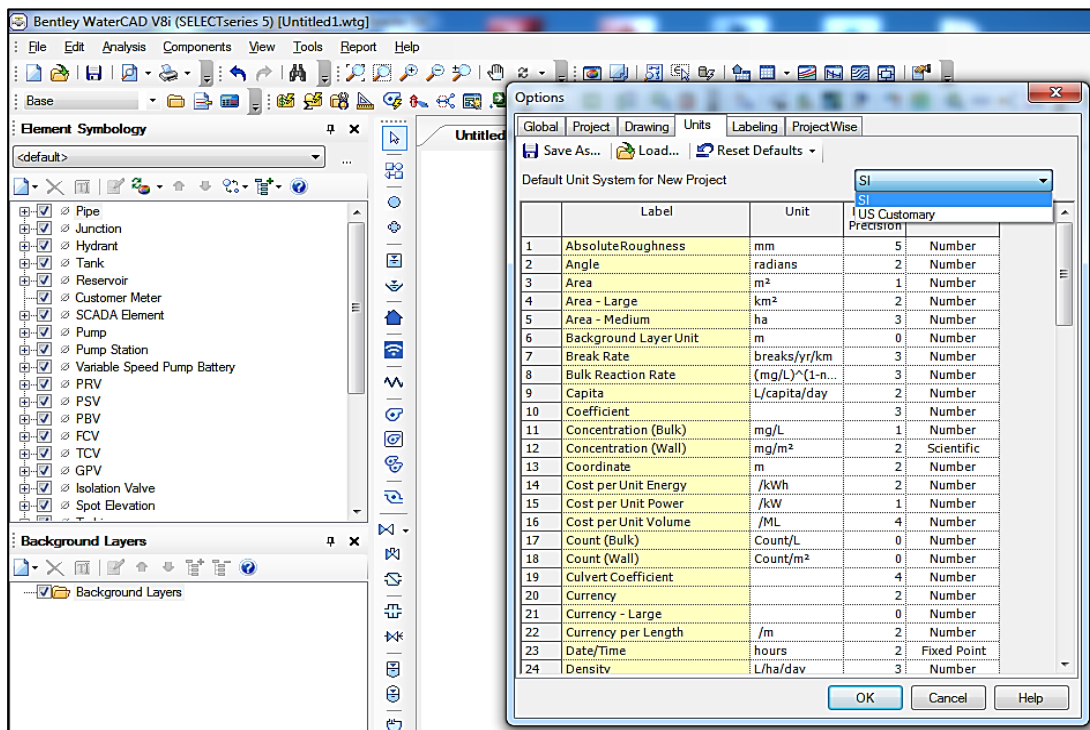 Bentley WaterCAD V8i (SELECTseries 5) [Untitled1.wtg]
File Edit Analysis Components View Tools Report Help
Base
Element Symbology
<default>
...
Pipe
Junction
Hydrant
Tank
Reservoir
Customer Meter
SCADA Element
Pump
Pump Station
Variable Speed Pump Battery
PRV
PSV
PBV
FCV
TCV
GPV
Isolation Valve
Spot Elevation
Background Layers
Background Layers
Untitled
Options
Global Project Drawing Units Labeling ProjectWise
Save As... Load... Reset Defaults
Default Unit System for New Project SI
SI
US Customary
Label Unit Precision
1 Absolute Roughness mm 5 Number
2 Angle radians 2 Number
3 Area m² 1 Number
4 Area - Large km² 2 Number
5 Area - Medium ha 3 Number
6 Background Layer Unit m 0 Number
7 Break Rate breaks/yr/km 3 Number
8 Bulk Reaction Rate (mg/L)^(1-n... 3 Number
9 Capita L/capita/day 2 Number
10 Coefficient 3 Number
11 Concentration (Bulk) mg/L 1 Number
12 Concentration (Wall) mg/m² 2 Scientific
13 Coordinate m 2 Number
14 Cost per Unit Energy /kWh 2 Number
15 Cost per Unit Power /kW 1 Number
16 Cost per Unit Volume /ML 4 Number
17 Count (Bulk) Count/L 0 Number
18 Count (Wall) Count/m² 0 Number
19 Culvert Coefficient 4 Number
20 Currency 2 Number
21 Currency - Large 0 Number
22 Currency per Length /m 2 Number
23 Date/Time hours 2 Fixed Point
24 Density L/ha/day 3 Number
OK Cancel Help